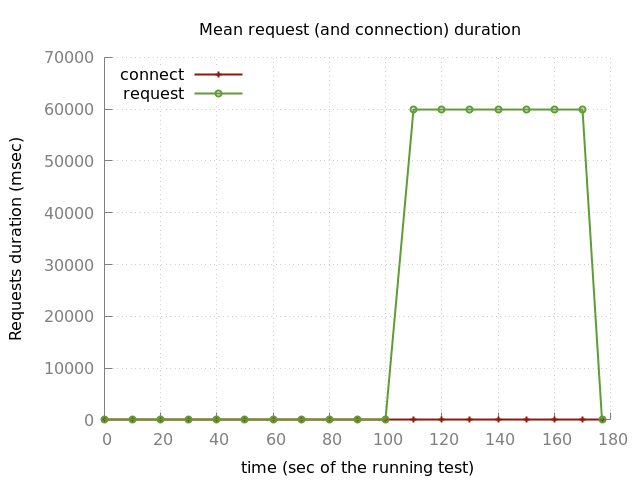 Mean request (and connection) duration
70000
60000
50000
40000
30000
20000
10000
0
connect
request
Requests duration (msec)
0 20 40 60 80 100 120 140 160 180
time (sec of the running test)